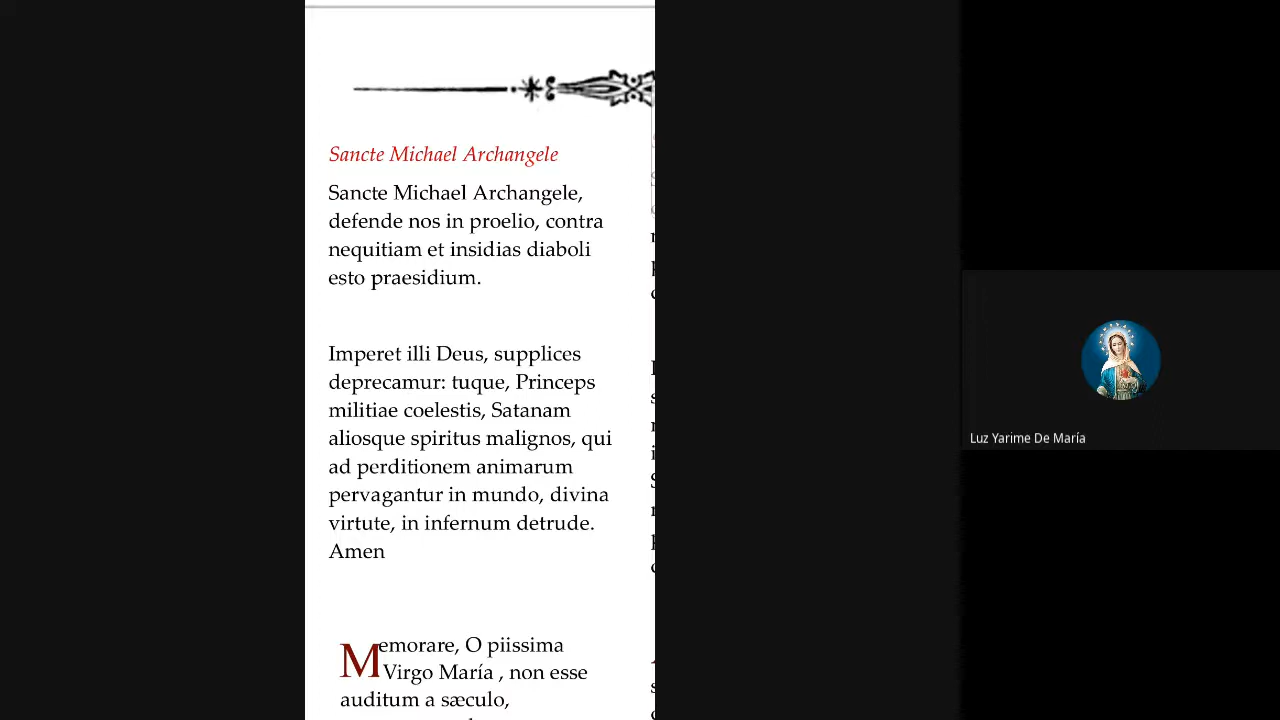 Sancte Michael Archangele
Sancte Michael Archangele,
defende nos in proelio, contra
nequitiam et insidias diaboli
esto praesidium.
Imperet illi Deus, supplices
deprecamur: tuque, Princeps
militiae coelestis, Satanam
aliosque spiritus malignos, qui
ad perditionem animarum
pervagantur in mundo, divina
virtute, in infernum detrude.
Amen
Memorare, O piissima
Virgo María , non esse
auditum a sæculo,
Luz Yarime De María